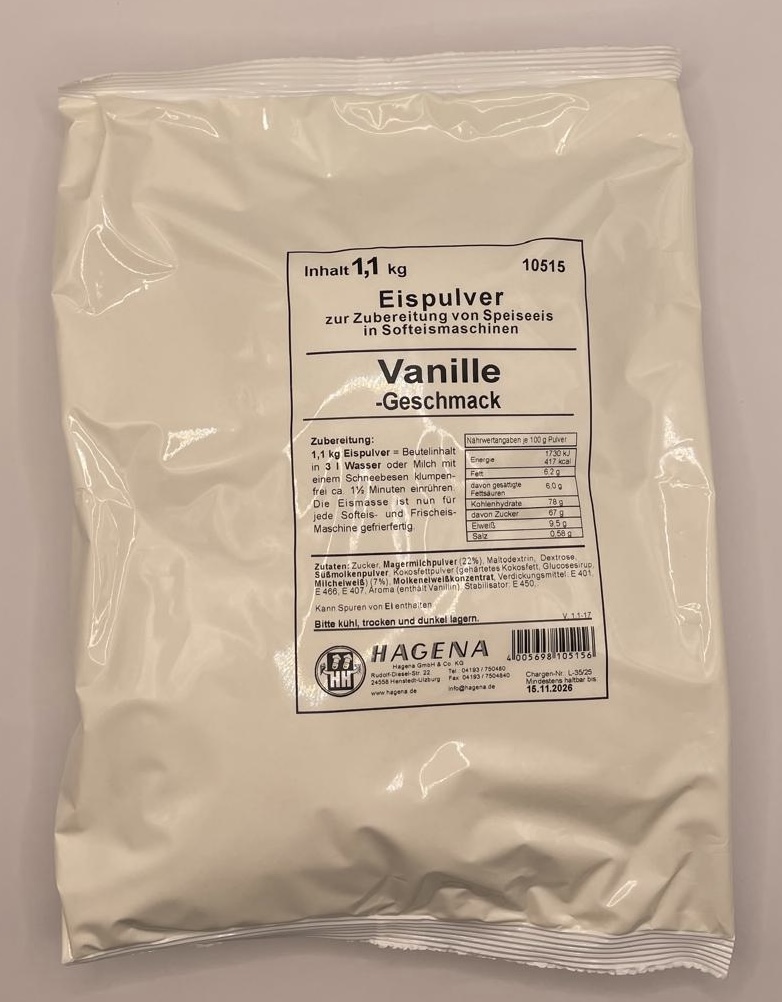 Inhalt 1,1 kg 10515
Eispulver
zur Zubereitung von Speiseeis
in Softeismaschinen
Vanille
-Geschmack
Zubereitung:
1,1 kg Eispulver = Beutelinhalt
in 3 l Wasser oder Milch mit
einem Schneebesen klumpen-
frei ca. 1½ Minuten einrühren.
Die Eismasse ist nun für
jede Softeis- und Frischeis-
Maschine gefrierfertig.
Nährwertangaben je 100 g Pulver
Energie 1730 kJ
417 kcal
Fett 6,2 g
davon gesättigte
Fettsäuren 6,0 g
Kohlenhydrate 78 g
davon Zucker 67 g
Eiweiß 9,5 g
Salz 0,58 g
Zutaten: Zucker, Magermilchpulver (22%), Maltodextrin, Dextrose,
Süßmolkenpulver, Kokosfettpulver (gehärtetes Kokosfett, Glucosesirup,
Milcheiweiß) (7%), Molkeneiweißkonzentrat, Verdickungsmittel: E 401,
E 466, E 407, Aroma (enthält Vanillin), Stabilisator: E 450,
Kann Spuren von Ei enthalten
Bitte kühl, trocken und dunkel lagern. V. 1.1-17
HAGENA
HH
Hagena GmbH & Co. KG
Rudolf-Diesel-Str. 22 Tel. 04193 / 750480
24558 Henstedt-Ulzburg Fax 04193 / 7504840
www.hagena.de info@hagena.de
4 005698 105156
Chargen-Nr.: L-35/25
Mindestens haltbar bis
15.11.2026